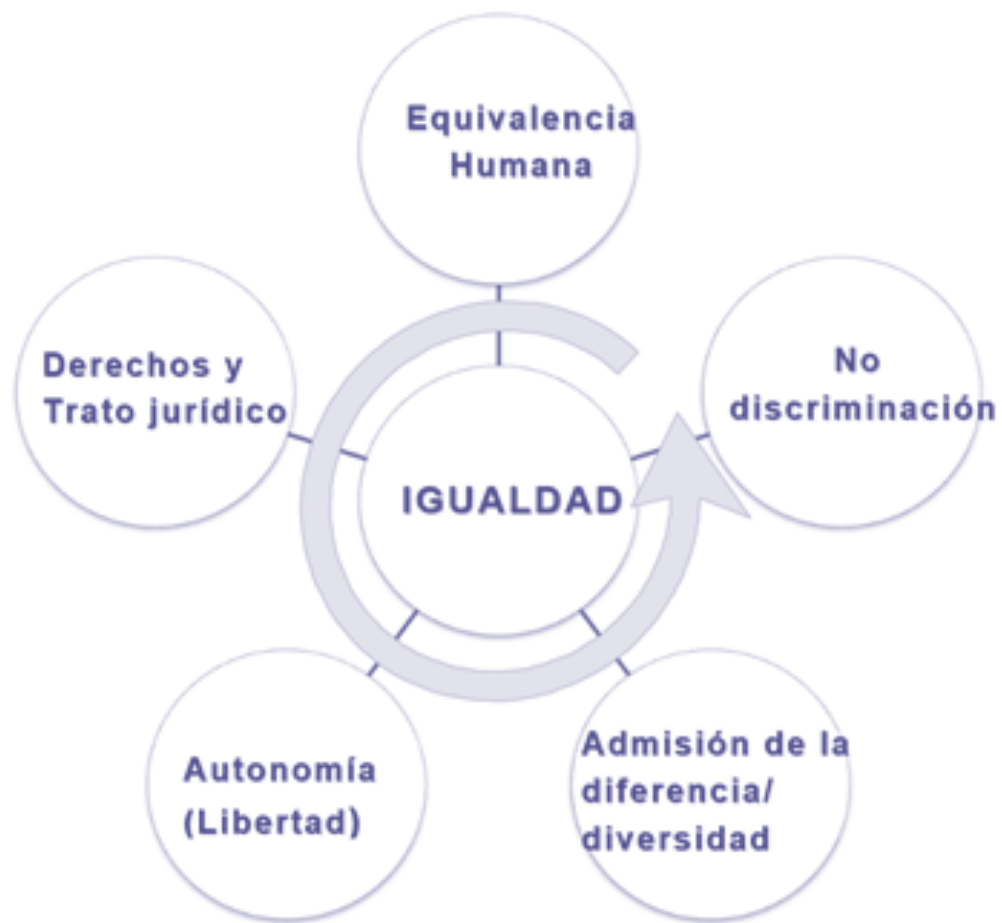 Equivalencia
Humana
Derechos y
Trato jurídico
No
discriminación
IGUALDAD
Autonomía
(Libertad)
Admisión de la
diferencia/
diversidad